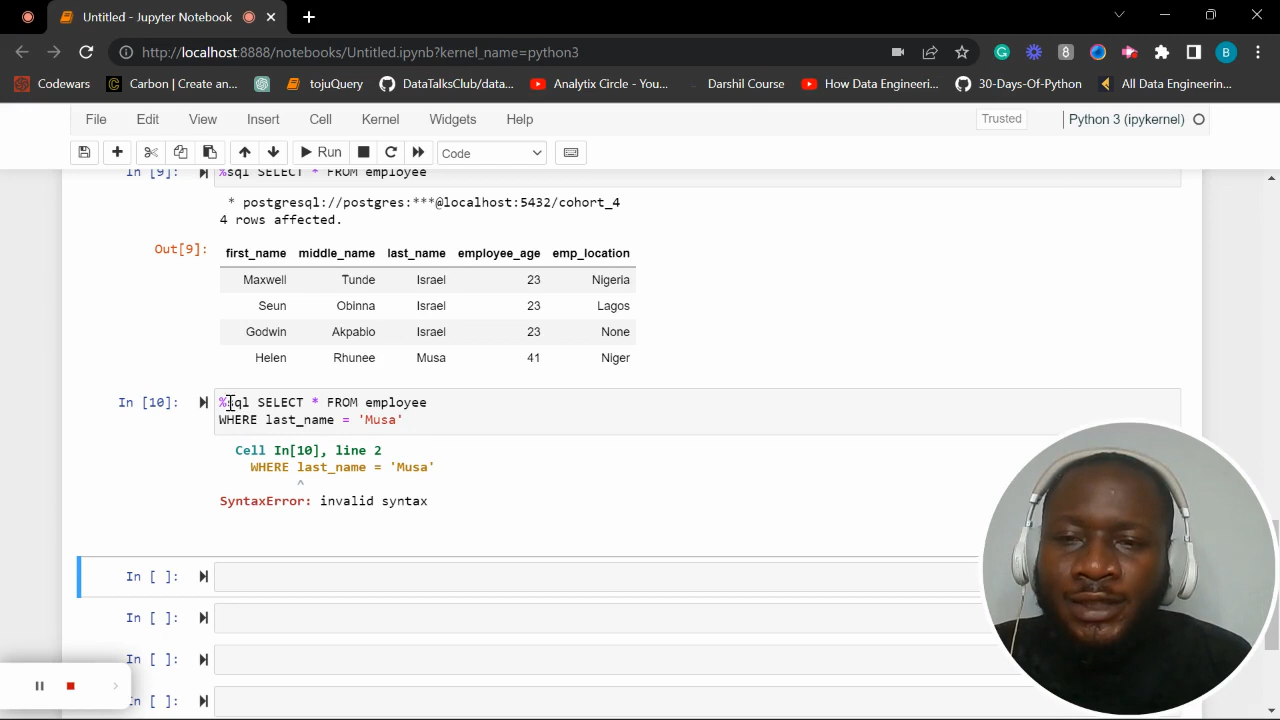 Untitled - Jupyter Notebook
http://localhost:8888/notebooks/Untitled.ipynb?kernel_name=python3
B
Codewars
Carbon | Create an...
tojuQuery
DataTalkClub/data...
Analytix Circle - You...
Darshil Course
How Data Engineeri...
30-Days-Of-Python
All Data Engineerin...
File Edit View Insert Cell Kernel Widgets Help
Trusted
Python 3 (ipykernel)
Run
Code
In [9]: %sql SELECT * FROM employee
* postgresql://postgres:***@localhost:5432/cohort_4
4 rows affected.
Out[9]:
first_name middle_name last_name employee_age emp_location
Maxwell Tunde Israel 23 Nigeria
Seun Obinna Israel 23 Lagos
Godwin Akpabio Israel 23 None
Helen Rhunee Musa 41 Niger
In [10]: %sql SELECT * FROM employee
WHERE last_name = 'Musa'
Cell In[10], line 2
WHERE last_name = 'Musa'
^
SyntaxError: invalid syntax
In [ ]:
In [ ]:
In [ ]:
In [ ]: